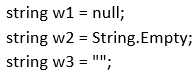 string w1 = null;
string w2 = String.Empty;
string w3 = "";